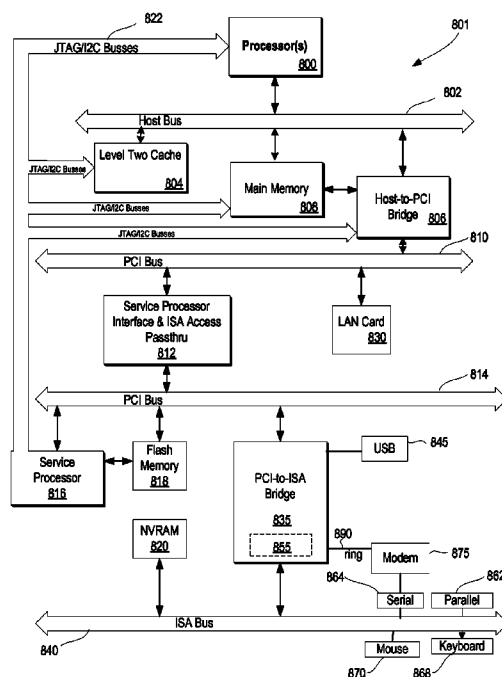 822
801
JTAG/I2C Busses
Processor(s)
800
802
Host Bus
Level Two Cache
804
JTAG/I2C Busses
Main Memory
808
Host-to-PCI
Bridge
806
JTAG/I2C Busses
JTAG/I2C Busses
810
PCI Bus
Service Processor
Interface & ISA Access
Passthru
812
LAN Card
830
814
PCI Bus
USB
845
Service
Processor
816
Flash
Memory
818
PCI-to-ISA
Bridge
835
855
NVRAM
820
890
ring
Modem
875
864
862
Serial
Parallel
ISA Bus
840
Mouse
Keyboard
870
868